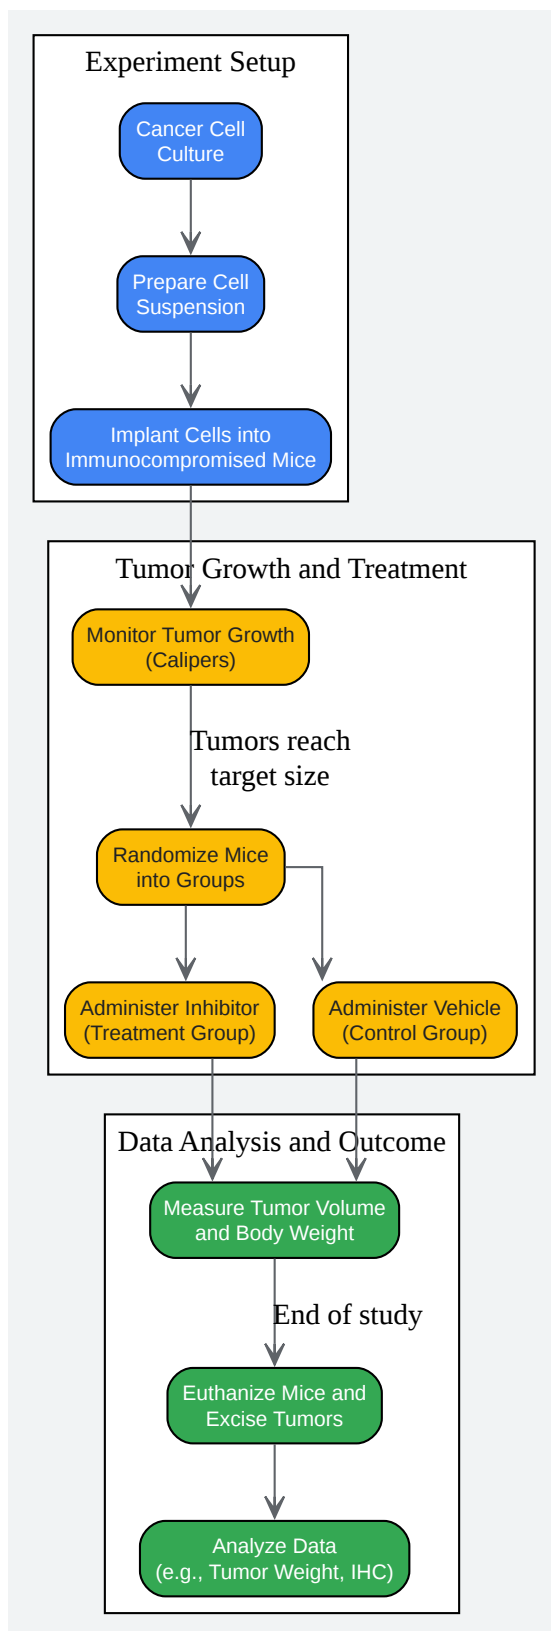 Experiment Setup
Cancer Cell
Culture
Prepare Cell
Suspension
Implant Cells into
Immunocompromised Mice
Tumor Growth and Treatment
Monitor Tumor Growth
(Calipers)
Tumors reach
target size
Randomize Mice
into Groups
Administer Inhibitor
(Treatment Group)
Administer Vehicle
(Control Group)
Data Analysis and Outcome
Measure Tumor Volume
and Body Weight
End of study
Euthanize Mice and
Excise Tumors
Analyze Data
(e.g., Tumor Weight, IHC)